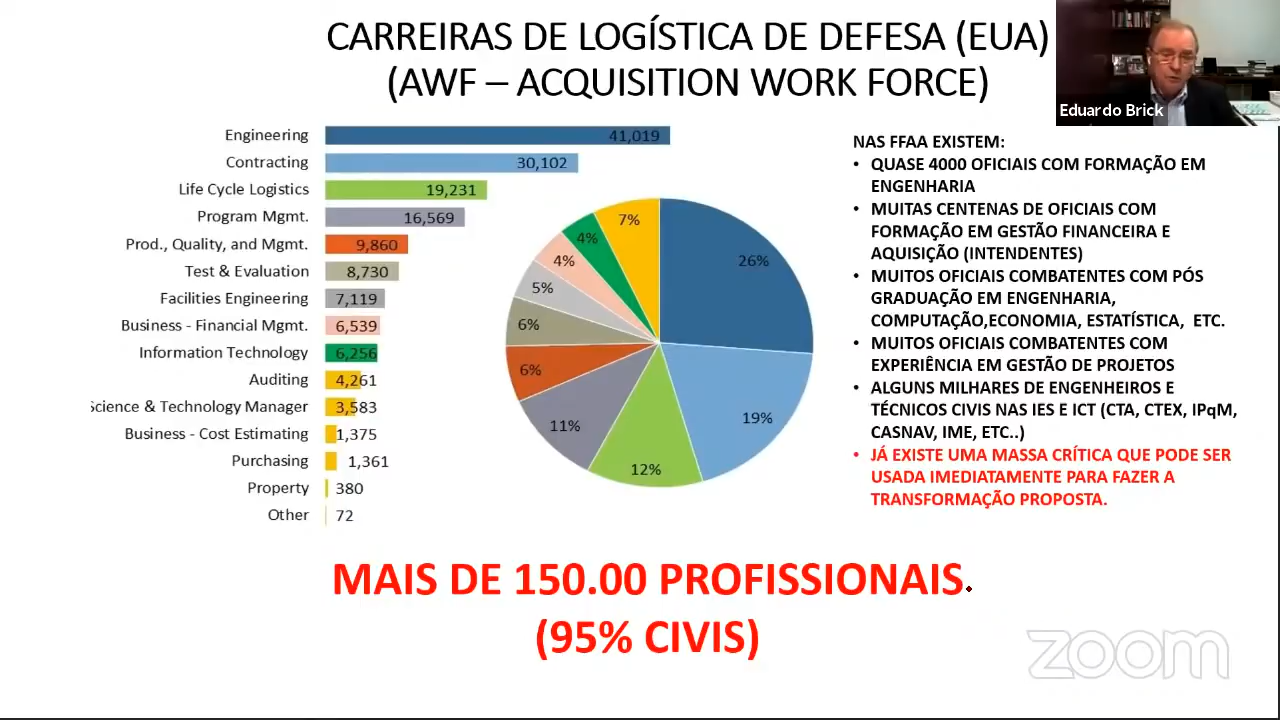 CARREIRAS DE LOGÍSTICA DE DEFESA (EUA)
(AWF – ACQUISITION WORK FORCE)
Eduardo Brick
Engineering 41,019
Contracting 30,102
Life Cycle Logistics 19,231
Program Mgmt. 16,569
Prod., Quality, and Mgmt. 9,860
Test & Evaluation 8,730
Facilities Engineering 7,119
Business - Financial Mgmt. 6,539
Information Technology 6,256
Auditing 4,261
Science & Technology Manager 3,583
Business - Cost Estimating 1,375
Purchasing 1,361
Property 380
Other 72
26%
19%
12%
11%
6%
6%
5%
4%
4%
7%
NAS FFAA EXISTEM:
• QUASE 4000 OFICIAIS COM FORMAÇÃO EM
ENGENHARIA
• MUITAS CENTENAS DE OFICIAIS COM
FORMAÇÃO EM GESTÃO FINANCEIRA E
AQUISIÇÃO (INTENDENTES)
• MUITOS OFICIAIS COMBATENTES COM PÓS
GRADUAÇÃO EM ENGENHARIA,
COMPUTAÇÃO,ECONOMIA, ESTATÍSTICA, ETC.
• MUITOS OFICIAIS COMBATENTES COM
EXPERIÊNCIA EM GESTÃO DE PROJETOS
• ALGUNS MILHARES DE ENGENHEIROS E
TÉCNICOS CIVIS NAS IES E ICT (CTA, CTEX, IPqM,
CASNAV, IME, ETC..)
• JÁ EXISTE UMA MASSA CRÍTICA QUE PODE SER
USADA IMEDIATAMENTE PARA FAZER A
TRANSFORMAÇÃO PROPOSTA.
MAIS DE 150.00 PROFISSIONAIS.
(95% CIVIS)
zoom